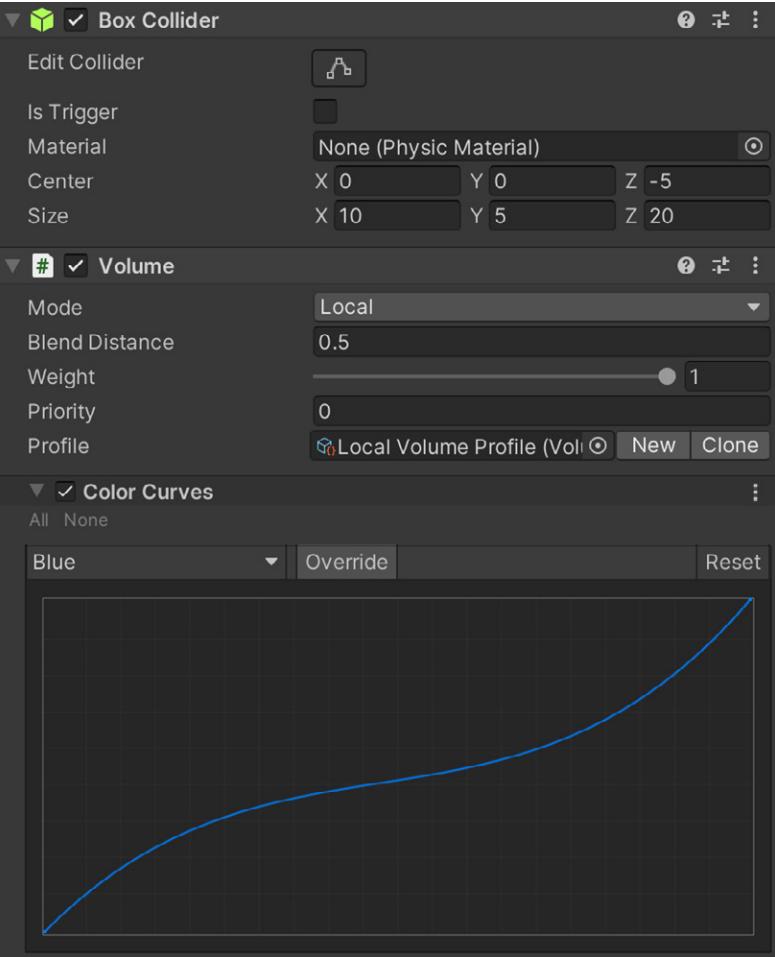 Box Collider
Edit Collider
Is Trigger
Material None (Physic Material)
Center X 0 Y 0 Z -5
Size X 10 Y 5 Z 20
# Volume
Mode Local
Blend Distance 0.5
Weight 1
Priority 0
Profile Local Volume Profile (Volu New Clone
Color Curves
All None
Blue Override Reset